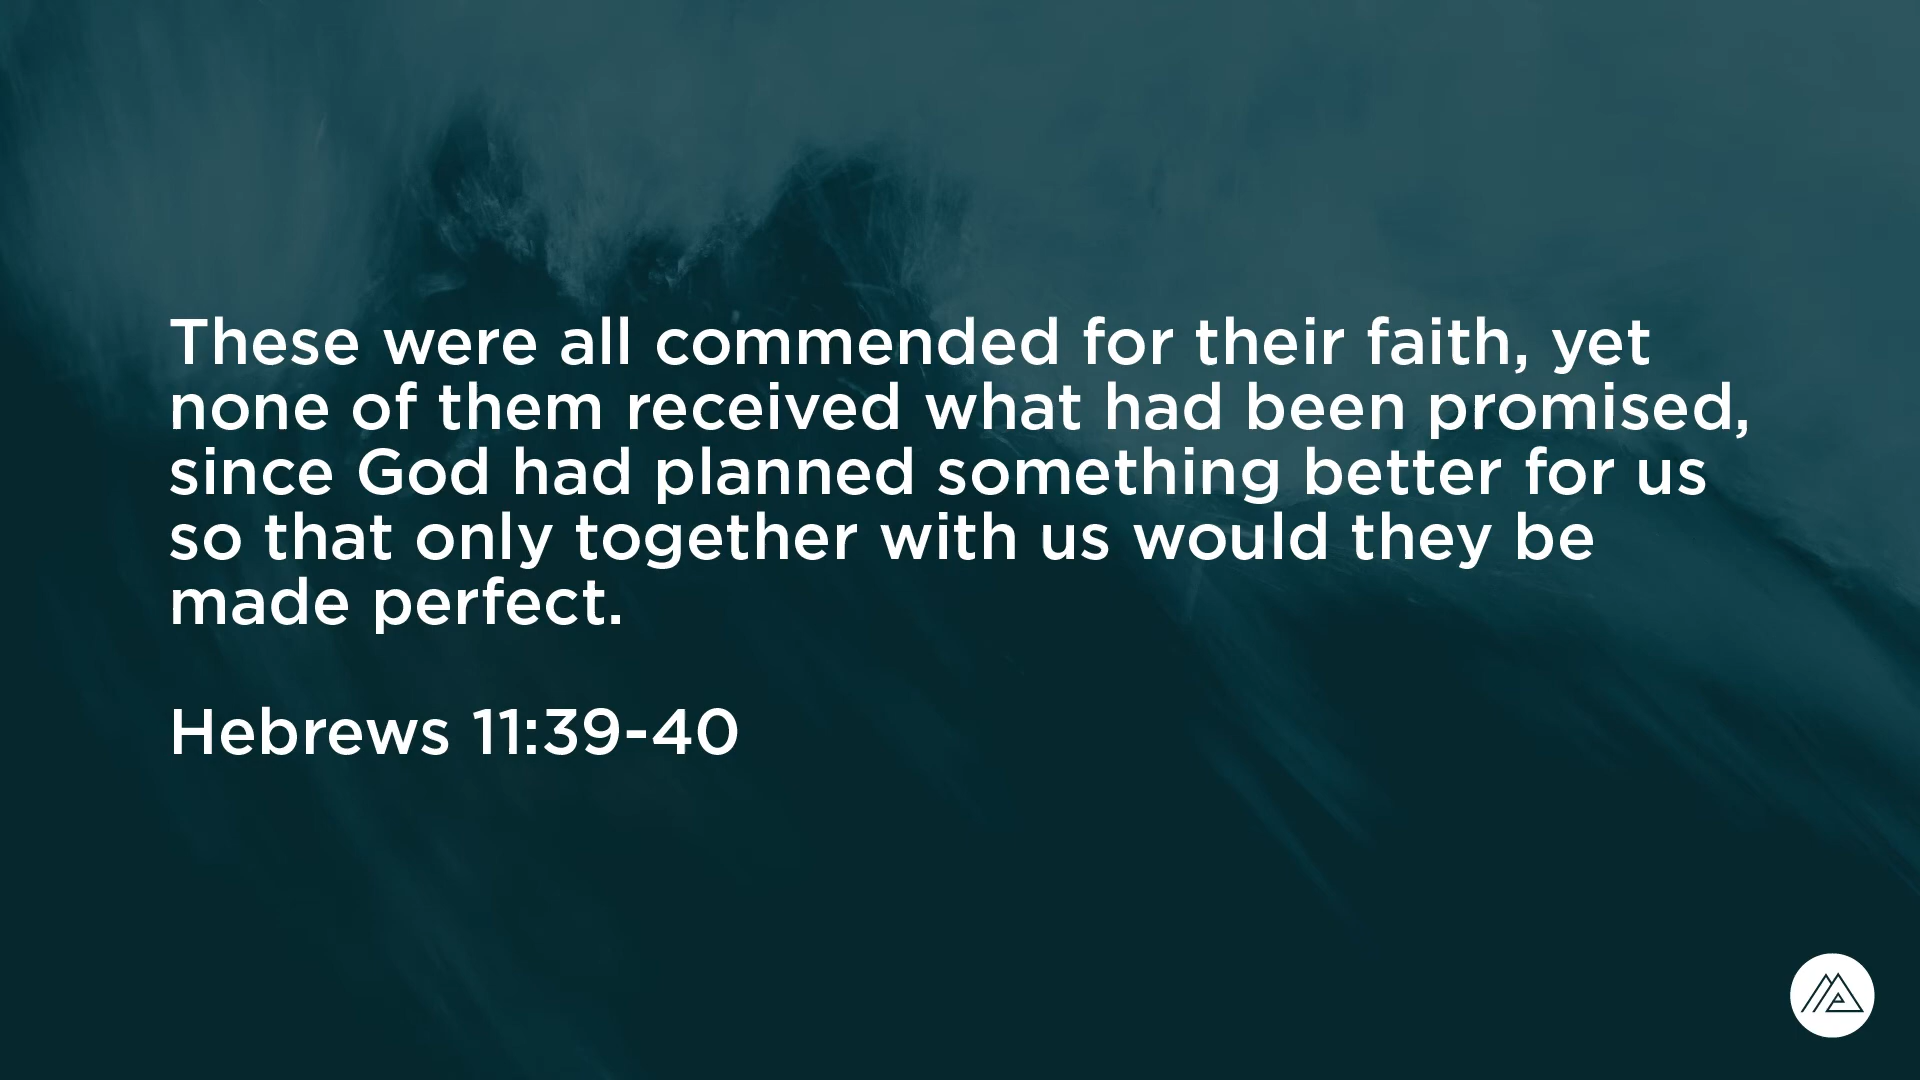 These were all commended for their faith, yet
none of them received what had been promised,
since God had planned something better for us
so that only together with us would they be
made perfect.
Hebrews 11:39-40